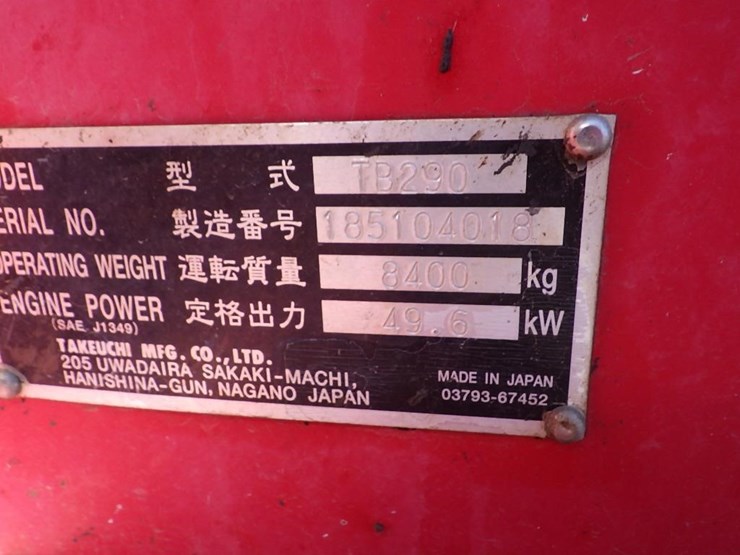 ODEL 型 式 TB290
ERIAL NO. 製造番号 185104018
OPERATING WEIGHT 運転質量 8400 kg
ENGINE POWER 定格出力 49.6 kW
(SAE J1349)
TAKEUCHI MFG. CO., LTD.
205 UWADAIRA SAKAKI-MACHI,
HANISHINA-GUN, NAGANO JAPAN
MADE IN JAPAN
03793-67452